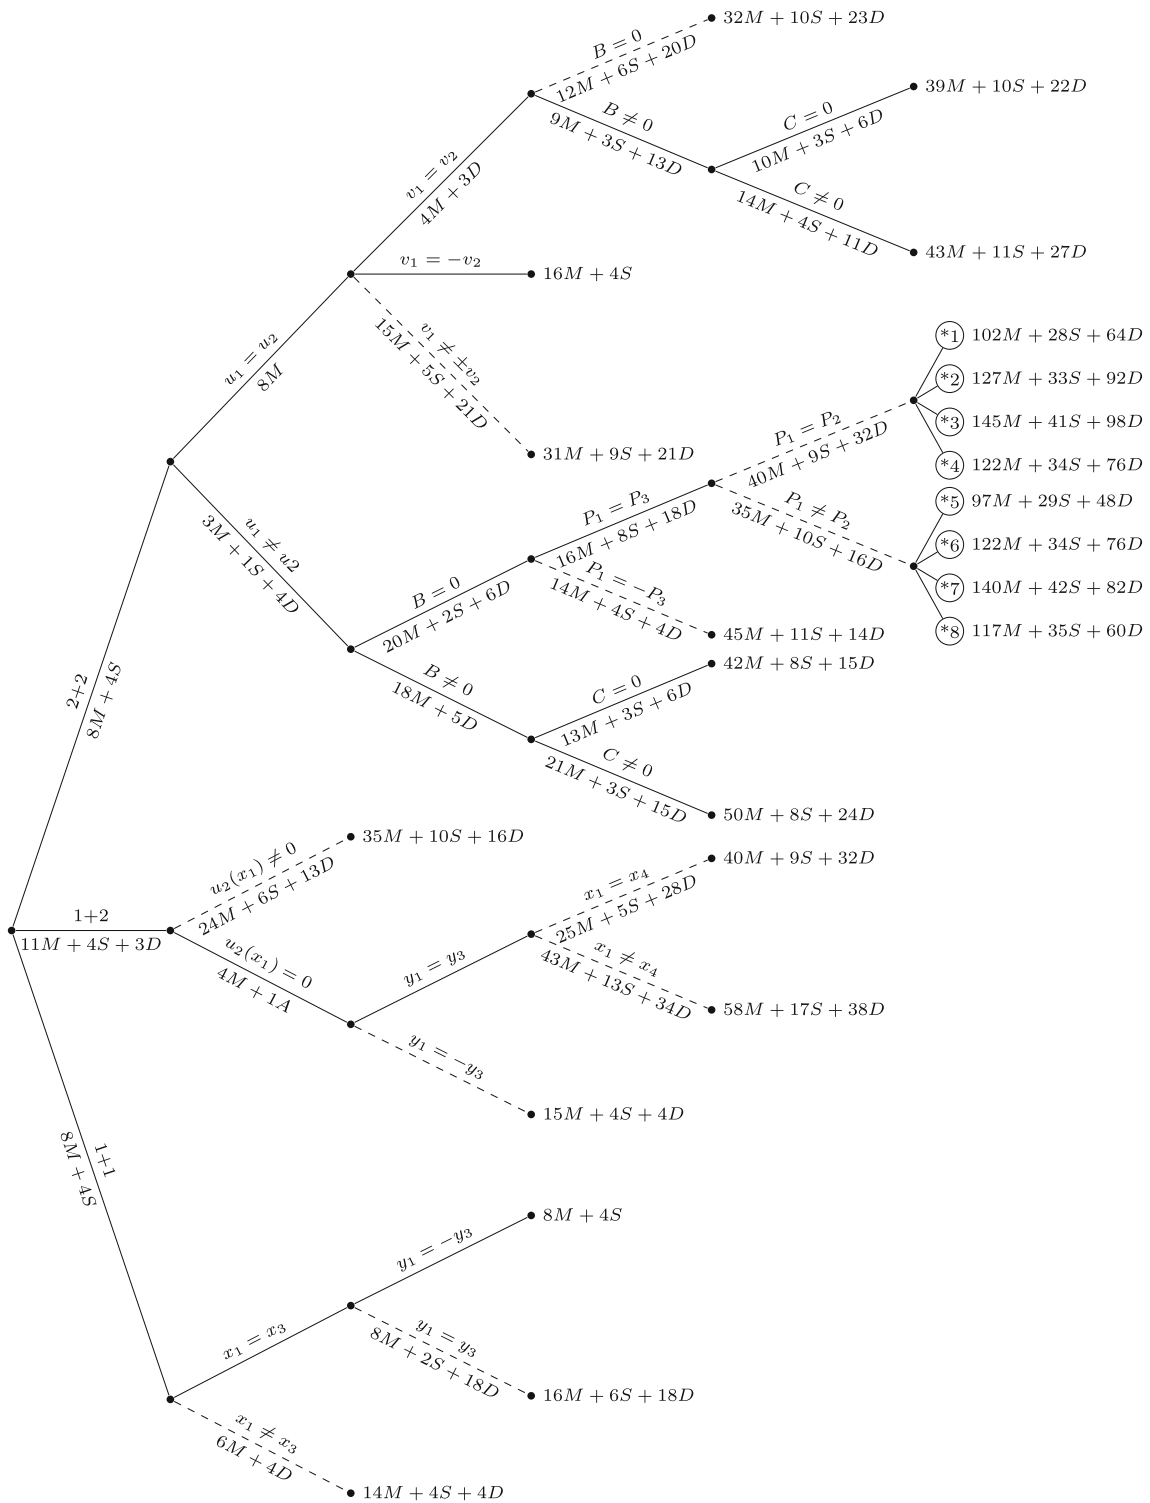 B = 0
12M + 6S + 20D
32M + 10S + 23D
B ≠ 0
9M + 3S + 13D
C = 0
10M + 3S + 6D
39M + 10S + 22D
C ≠ 0
14M + 4S + 11D
43M + 11S + 27D
v₁ = v₂
4M + 3D
v₁ = −v₂
16M + 4S
v₁ ≠ ±v₂
15M + 5S + 21D
31M + 9S + 21D
u₁ = u₂
8M
u₁ ≠ u2
3M + 1S + 4D
2+2
8M + 4S
B = 0
20M + 2S + 6D
P₁ = P₃
16M + 8S + 18D
P₁ = P₂
40M + 9S + 32D
*1 102M + 28S + 64D
*2 127M + 33S + 92D
*3 145M + 41S + 98D
*4 122M + 34S + 76D
P₁ ≠ P₂
35M + 10S + 16D
*5 97M + 29S + 48D
*6 122M + 34S + 76D
*7 140M + 42S + 82D
*8 117M + 35S + 60D
P₁ = −P₃
14M + 4S + 4D
45M + 11S + 14D
B ≠ 0
18M + 5D
C = 0
13M + 3S + 6D
42M + 8S + 15D
C ≠ 0
21M + 3S + 15D
50M + 8S + 24D
1+2
11M + 4S + 3D
u₂(x₁) ≠ 0
24M + 6S + 13D
35M + 10S + 16D
u₂(x₁) = 0
4M + 1A
y₁ = y₃
x₁ = x₄
25M + 5S + 28D
40M + 9S + 32D
x₁ ≠ x₄
43M + 13S + 34D
58M + 17S + 38D
y₁ = −y₃
15M + 4S + 4D
1+1
8M + 4S
x₁ = x₃
y₁ = −y₃
8M + 4S
y₁ = y₃
8M + 2S + 18D
16M + 6S + 18D
x₁ ≠ x₃
6M + 4D
14M + 4S + 4D